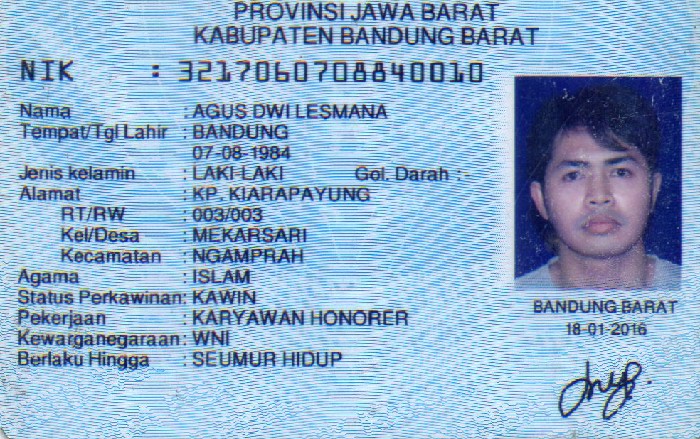 PROVINSI JAWA BARAT
KABUPATEN BANDUNG BARAT
NIK : 3217060708840010
Nama : AGUS DWI LESMANA
Tempat/Tgl Lahir : BANDUNG
07-08-1984
Jenis kelamin : LAKI-LAKI Gol. Darah : -
Alamat : KP. KIARAPAYUNG
RT/RW : 003/003
Kel/Desa : MEKARSARI
Kecamatan : NGAMPRAH
Agama : ISLAM
Status Perkawinan: KAWIN
Pekerjaan : KARYAWAN HONORER
Kewarganegaraan: WNI
Berlaku Hingga : SEUMUR HIDUP
BANDUNG BARAT
18-01-2016